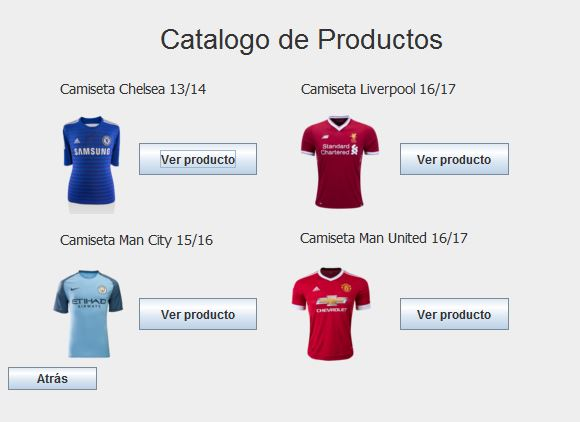 Catalogo de Productos
Camiseta Chelsea 13/14
Camiseta Liverpool 16/17
SAMSUNG
Ver producto
Standard
Chartered
Ver producto
Camiseta Man City 15/16
Camiseta Man United 16/17
ETIHAD
AIRWAYS
Ver producto
CHEVROLET
Ver producto
Atrás